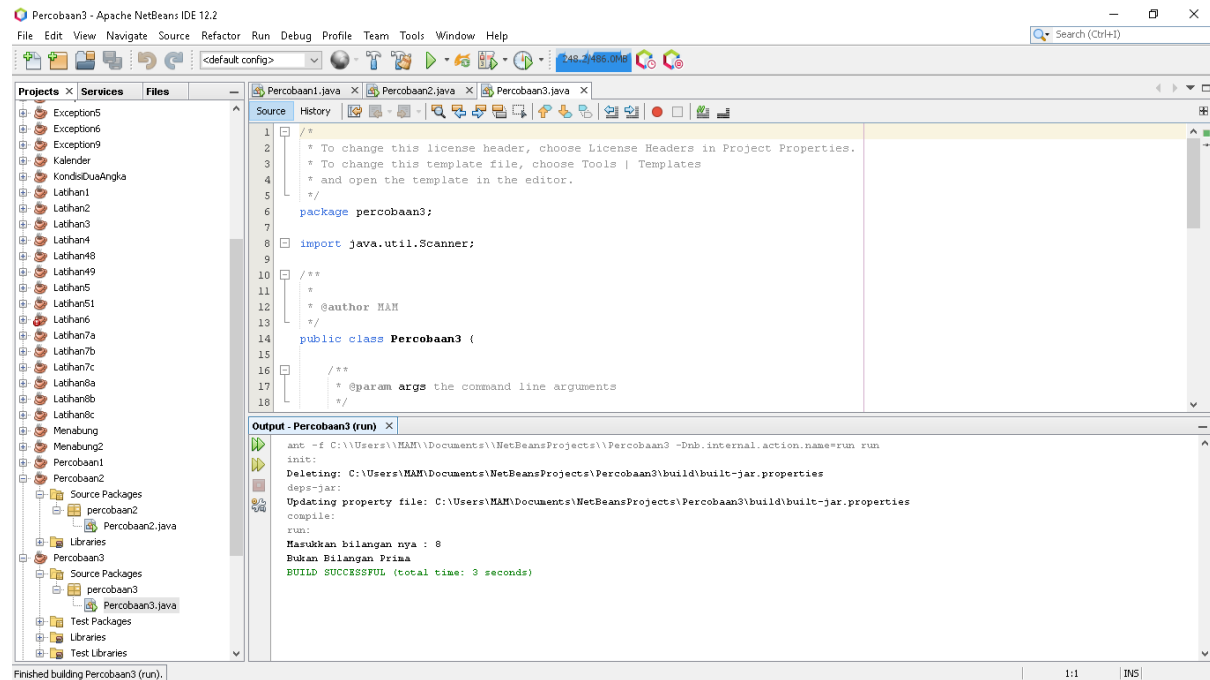 Percobaan3 - Apache NetBeans IDE 12.2
File Edit View Navigate Source Refactor Run Debug Profile Team Tools Window Help
Search (Ctrl+I)
<default config>
248.2/486.0MB
Projects Services Files
Percobaan1.java Percobaan2.java Percobaan3.java
Source History
Exception5
Exception6
Exception9
Kalender
KondisiDuaAngka
Latihan1
Latihan2
Latihan3
Latihan4
Latihan48
Latihan49
Latihan5
Latihan51
Latihan6
Latihan7a
Latihan7b
Latihan7c
Latihan8a
Latihan8b
Latihan8c
Menabung
Menabung2
Percobaan1
Percobaan2
Source Packages
percobaan2
Percobaan2.java
Libraries
Percobaan3
Source Packages
percobaan3
Percobaan3.java
Test Packages
Libraries
Test Libraries
1 /*
2 * To change this license header, choose License Headers in Project Properties.
3 * To change this template file, choose Tools | Templates
4 * and open the template in the editor.
5 */
6 package percobaan3;
7
8 import java.util.Scanner;
9
10 /**
11 *
12 * @author MAM
13 */
14 public class Percobaan3 {
15
16 /**
17 * @param args the command line arguments
18 */
Output - Percobaan3 (run)
ant -f C:\\Users\\MAM\\Documents\\NetBeansProjects\\Percobaan3 -Dnb.internal.action.name=run run
init:
Deleting: C:\Users\MAM\Documents\NetBeansProjects\Percobaan3\build\built-jar.properties
deps-jar:
Updating property file: C:\Users\MAM\Documents\NetBeansProjects\Percobaan3\build\built-jar.properties
compile:
run:
Masukkan bilangan nya : 8
Bukan Bilangan Prima
BUILD SUCCESSFUL (total time: 3 seconds)
Finished building Percobaan3 (run).
1:1 INS